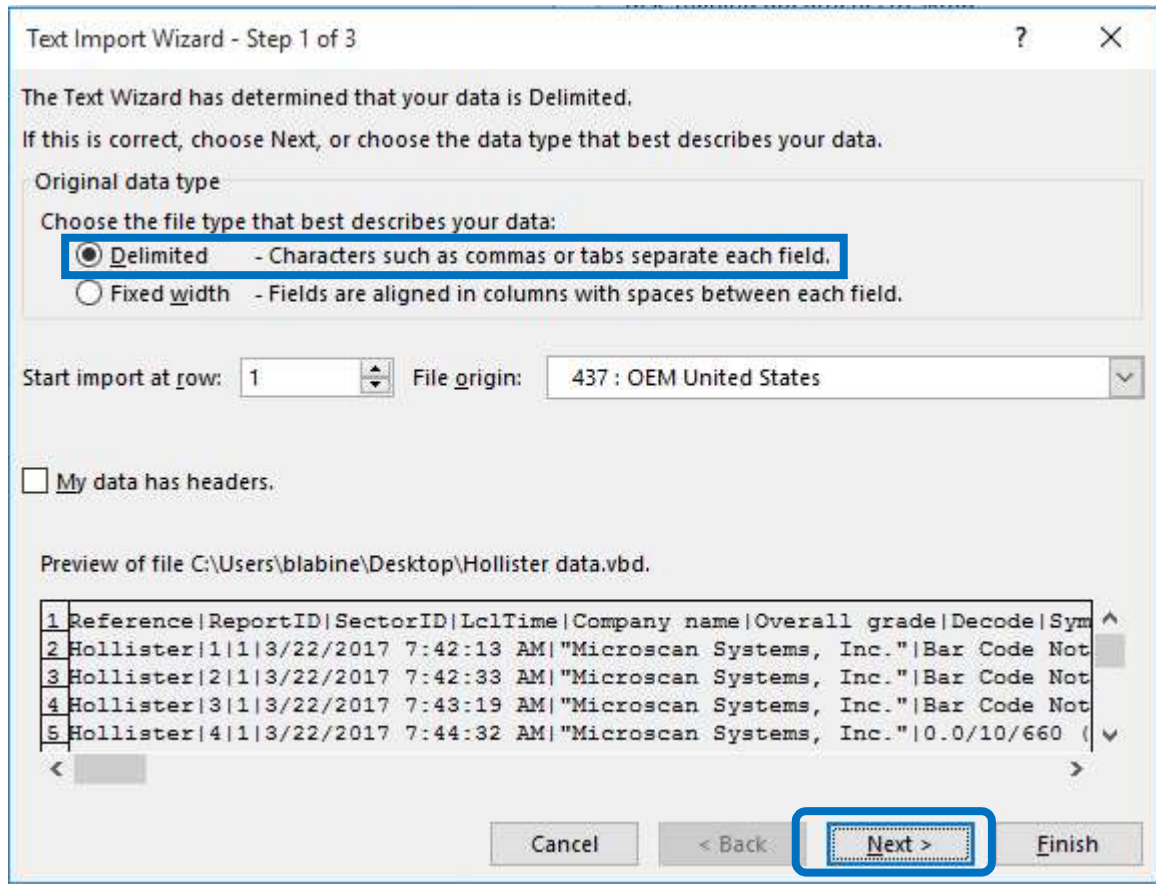 Text Import Wizard - Step 1 of 3 ? ×
The Text Wizard has determined that your data is Delimited.
If this is correct, choose Next, or choose the data type that best describes your data.
Original data type
Choose the file type that best describes your data:
Delimited - Characters such as commas or tabs separate each field.
Fixed width - Fields are aligned in columns with spaces between each field.
Start import at row: 1 File origin: 437 : OEM United States
My data has headers.
Preview of file C:\Users\blabine\Desktop\Hollister data.vbd.
1 Reference|ReportID|SectorID|LclTime|Company name|Overall grade|Decode|Sym
2 Hollister|1|1|3/22/2017 7:42:13 AM|"Microscan Systems, Inc."|Bar Code Not
3 Hollister|2|1|3/22/2017 7:42:33 AM|"Microscan Systems, Inc."|Bar Code Not
4 Hollister|3|1|3/22/2017 7:43:19 AM|"Microscan Systems, Inc."|Bar Code Not
5 Hollister|4|1|3/22/2017 7:44:32 AM|"Microscan Systems, Inc."|0.0/10/660 (
Cancel < Back Next > Finish